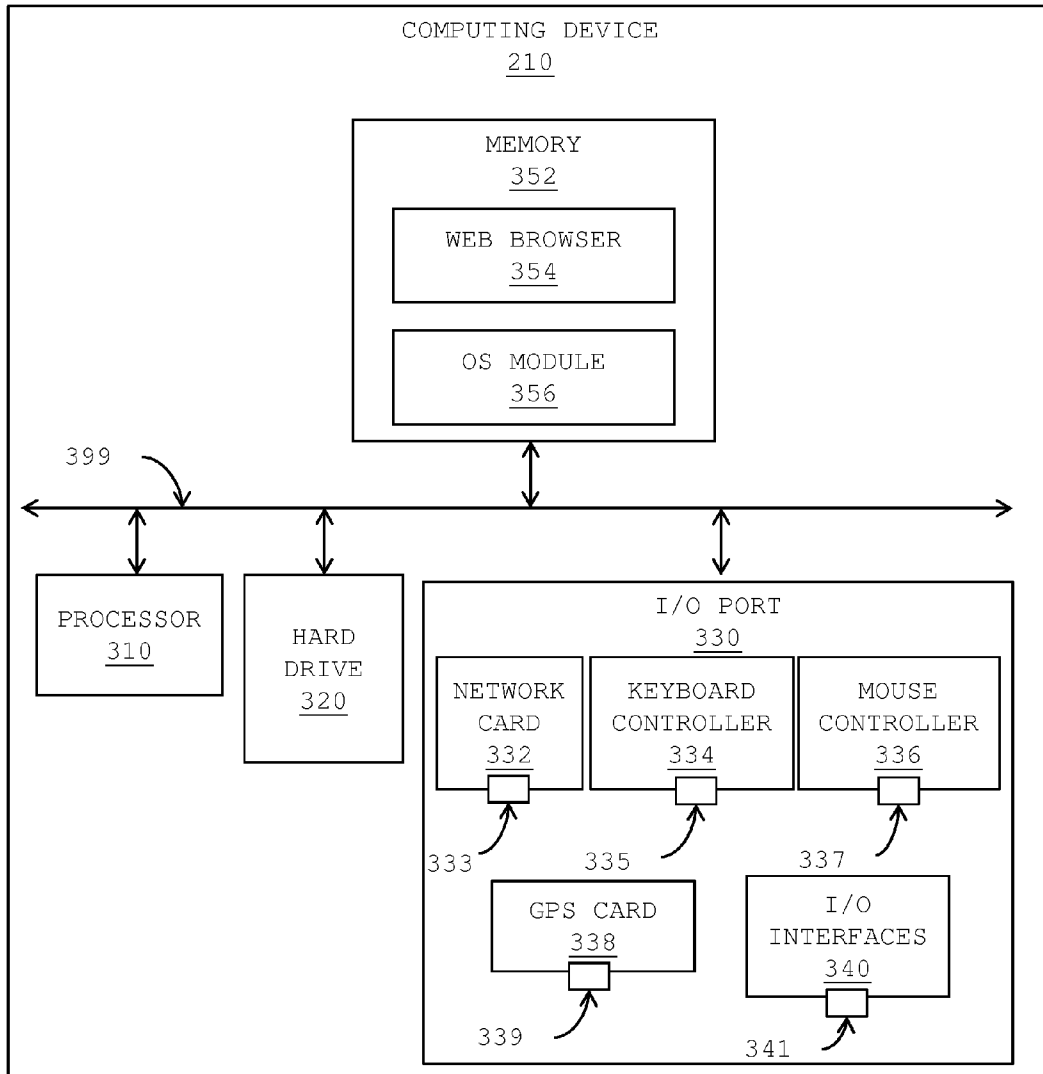 COMPUTING DEVICE
210
MEMORY
352
WEB BROWSER
354
OS MODULE
356
399
PROCESSOR
310
HARD
DRIVE
320
I/O PORT
330
NETWORK
CARD
332
KEYBOARD
CONTROLLER
334
MOUSE
CONTROLLER
336
333
335
337
GPS CARD
338
I/O
INTERFACES
340
339
341